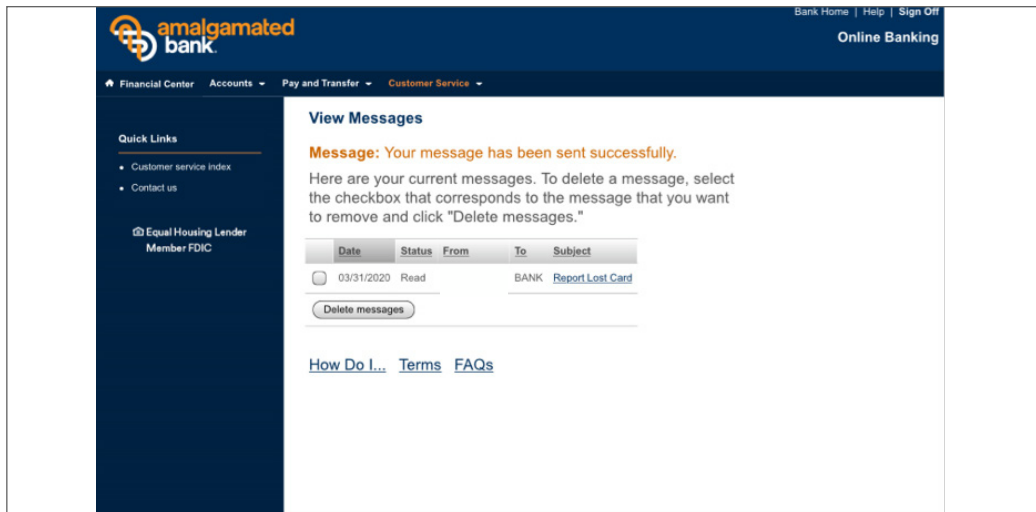 Bank Home | Help | Sign Off
amalgamated
bank.
Online Banking
Financial Center Accounts Pay and Transfer Customer Service
Quick Links
• Customer service index
• Contact us
Equal Housing Lender
Member FDIC
View Messages
Message: Your message has been sent successfully.
Here are your current messages. To delete a message, select
the checkbox that corresponds to the message that you want
to remove and click "Delete messages."
Date Status From To Subject
03/31/2020 Read BANK Report Lost Card
Delete messages
How Do I... Terms FAQs